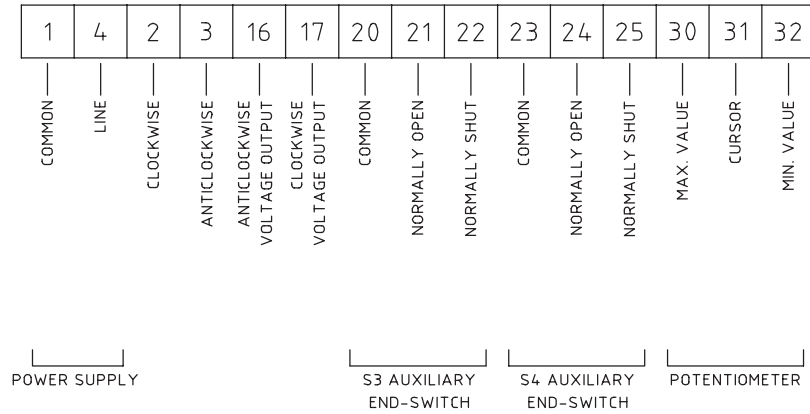 1 4 2 3 16 17 20 21 22 23 24 25 30 31 32
COMMON
LINE
CLOCKWISE
ANTICLOCKWISE
ANTICLOCKWISE
VOLTAGE OUTPUT
CLOCKWISE
VOLTAGE OUTPUT
COMMON
NORMALLY OPEN
NORMALLY SHUT
COMMON
NORMALLY OPEN
NORMALLY SHUT
MAX. VALUE
CURSOR
MIN. VALUE
POWER SUPPLY
S3 AUXILIARY
END-SWITCH
S4 AUXILIARY
END-SWITCH
POTENTIOMETER